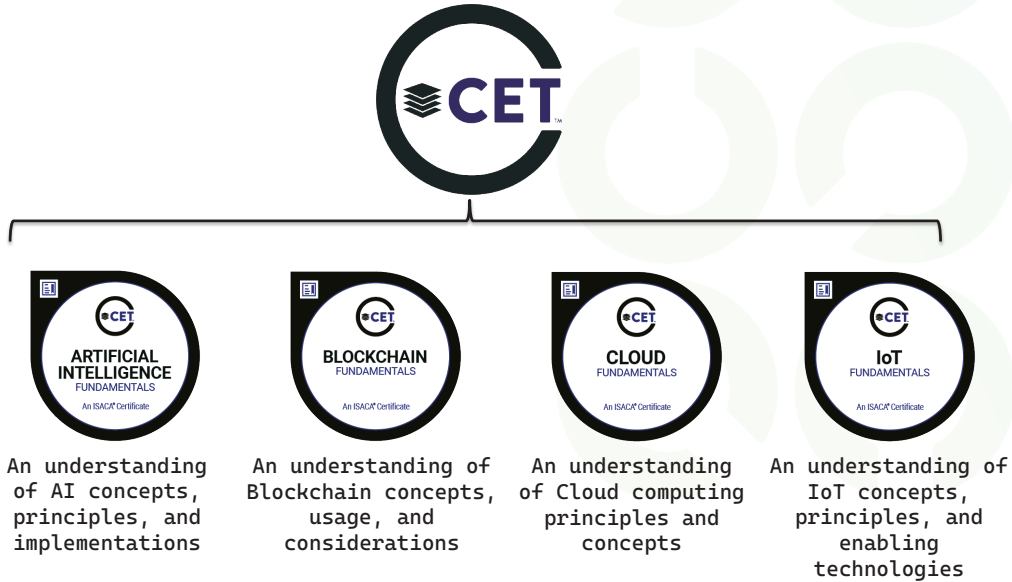 CET™
CET
ARTIFICIAL
INTELLIGENCE
FUNDAMENTALS
An ISACA® Certificate
CET
BLOCKCHAIN
FUNDAMENTALS
An ISACA® Certificate
CET
CLOUD
FUNDAMENTALS
An ISACA® Certificate
CET
IoT
FUNDAMENTALS
An ISACA® Certificate
An understanding
of AI concepts,
principles, and
implementations
An understanding of
Blockchain concepts,
usage, and
considerations
An understanding
of Cloud computing
principles and
concepts
An understanding of
IoT concepts,
principles, and
enabling
technologies